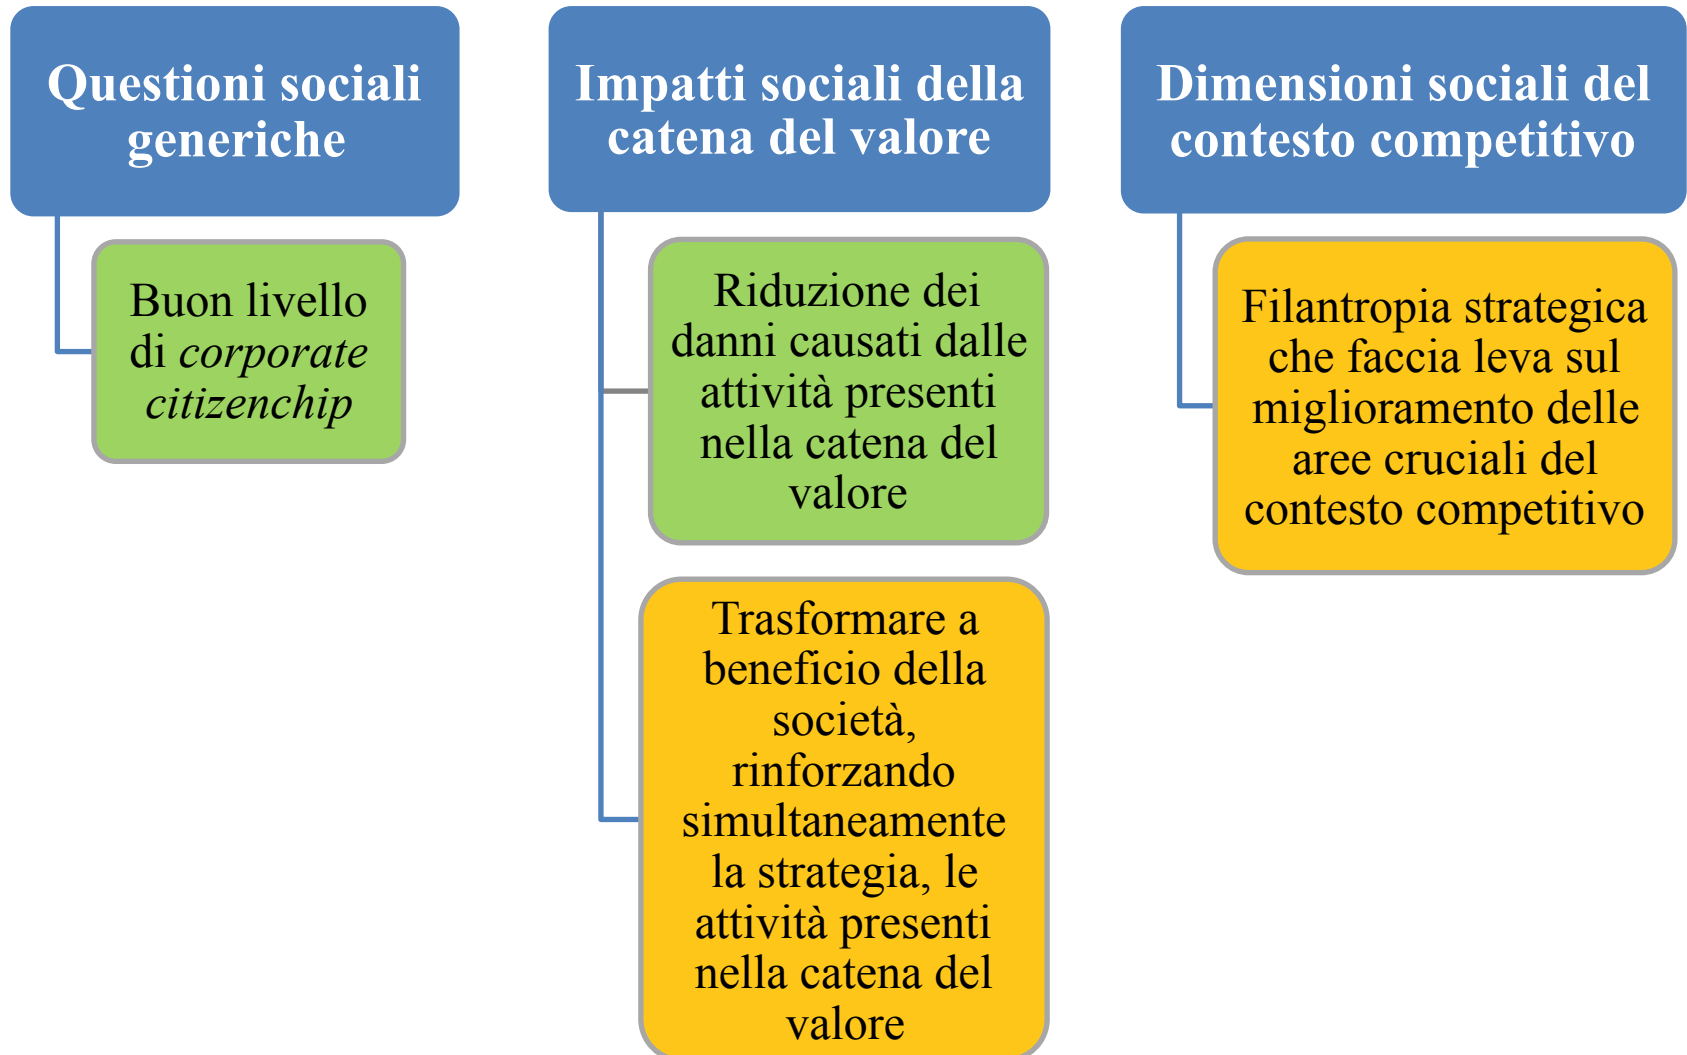 Questioni sociali
generiche
Buon livello
di corporate
citizenchip
Impatti sociali della
catena del valore
Riduzione dei
danni causati dalle
attività presenti
nella catena del
valore
Trasformare a
beneficio della
società,
rinforzando
simultaneamente
la strategia, le
attività presenti
nella catena del
valore
Dimensioni sociali del
contesto competitivo
Filantropia strategica
che faccia leva sul
miglioramento delle
aree cruciali del
contesto competitivo